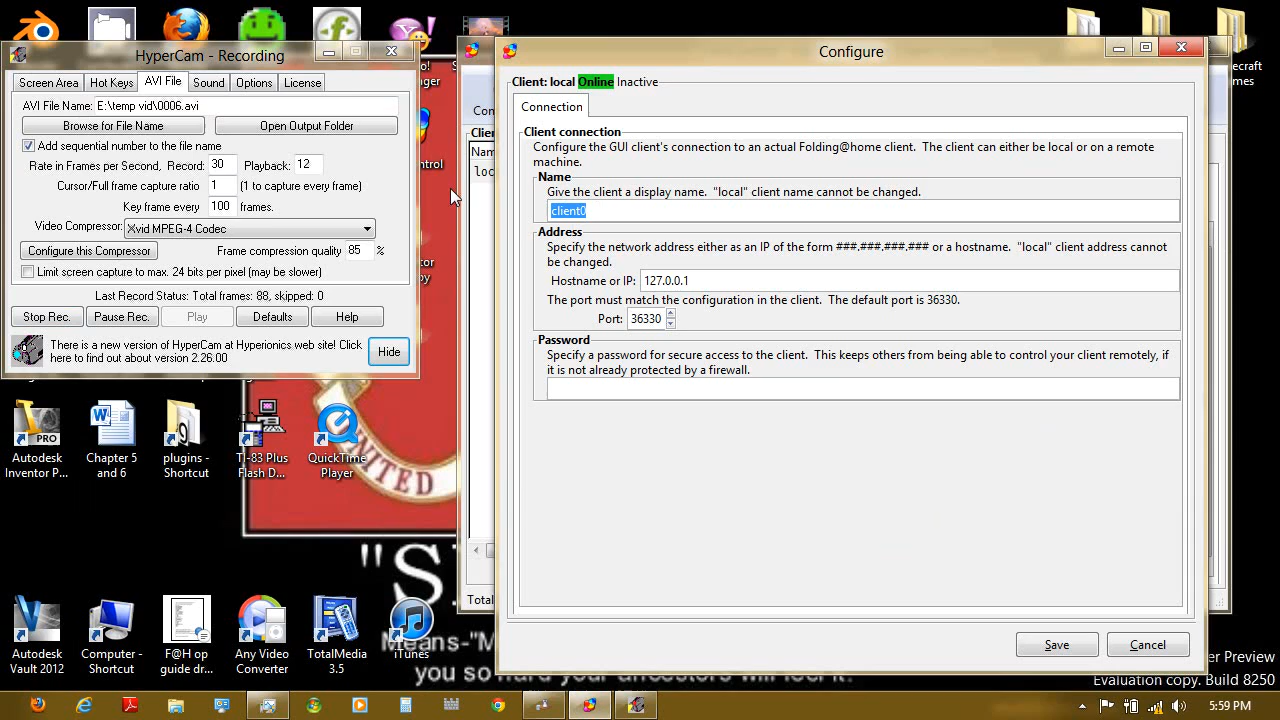 HyperCam - Recording
Screen Area
Hot Keys
AVI File
Sound
Options
License
AVI File Name: E:\temp vid\0006.avi
Browse for File Name
Open Output Folder
Add sequential number to the file name
Rate in Frames per Second, Record: 30 Playback: 12
Cursor/Full frame capture ratio 1 (1 to capture every frame)
Key frame every 100 frames.
Video Compressor: Xvid MPEG-4 Codec
Configure this Compressor
Frame compression quality 85 %
Limit screen capture to max. 24 bits per pixel (may be slower)
Last Record Status: Total frames: 88, skipped: 0
Stop Rec.
Pause Rec.
Play
Defaults
Help
There is a new version of HyperCam at Hyperionics web site! Click
here to find out about version 2.26.00
Hide
Configure
Client: local Online Inactive
Connection
Client connection
Configure the GUI client's connection to an actual Folding@home client. The client can either be local or on a remote
machine.
Name
Give the client a display name. "local" client name cannot be changed.
client0
Address
Specify the network address either as an IP of the form ###.###.###.### or a hostname. "local" client address cannot
be changed.
Hostname or IP: 127.0.0.1
The port must match the configuration in the client. The default port is 36330.
Port: 36330
Password
Specify a password for secure access to the client. This keeps others from being able to control your client remotely, if
it is not already protected by a firewall.
Save
Cancel
Autodesk
Inventor P...
PRO
Chapter 5
and 6
plugins -
Shortcut
TI-83 Plus
Flash D...
QuickTime
Player
Autodesk
Vault 2012
Computer -
Shortcut
F@H op
guide dr...
Any Video
Converter
TotalMedia
3.5
iTunes
Evaluation copy. Build 8250
5:59 PM